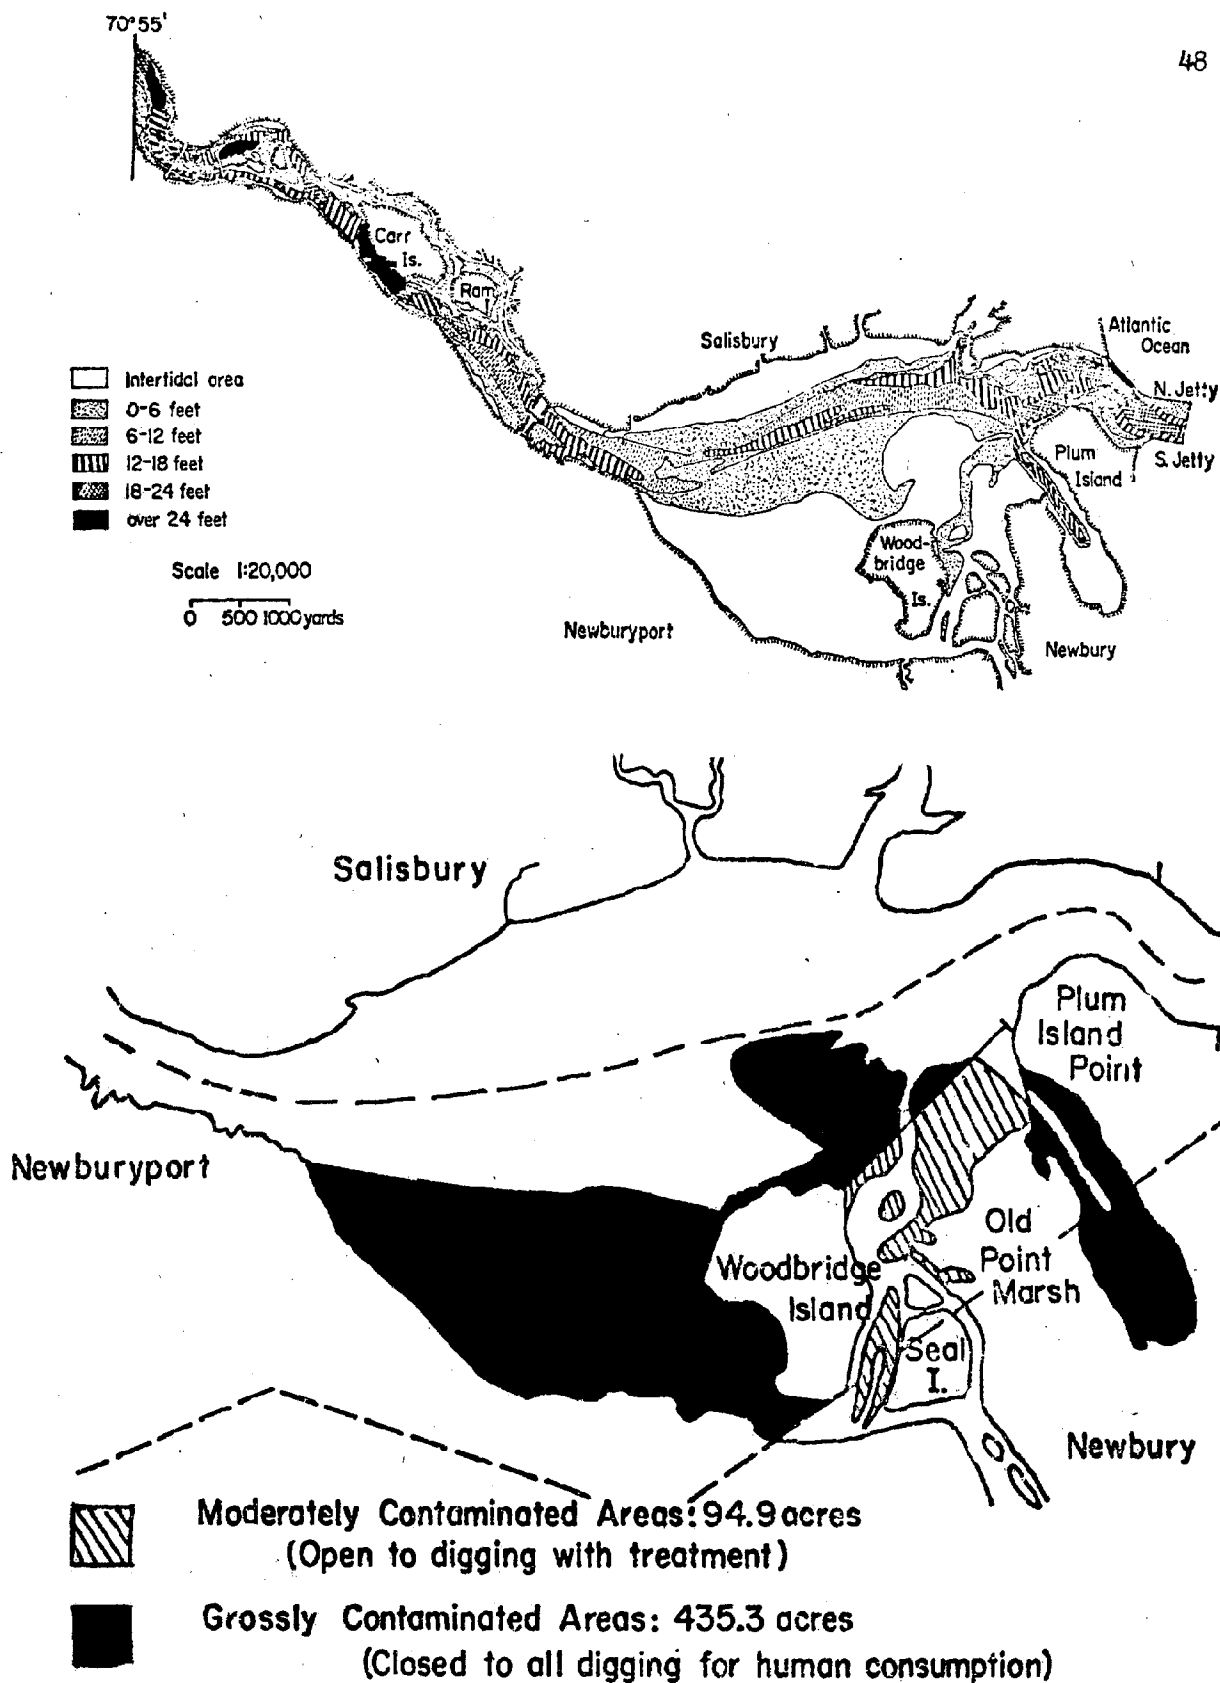 70°55'
48
Carr
Is.
Ram
I
Salisbury
Atlantic
Ocean
N. Jetty
S. Jetty
Plum
Island
Intertidal area
0-6 feet
6-12 feet
12-18 feet
18-24 feet
over 24 feet
Scale 1:20,000
0 500 1000 yards
Wood-
bridge
Is.
Newburyport
Newbury
Salisbury
Plum
Island
Point
Newburyport
Old
Point
Marsh
Woodbridge
Island
Seal
I.
Newbury
Moderately Contaminated Areas: 94.9 acres
(Open to digging with treatment)
Grossly Contaminated Areas: 435.3 acres
(Closed to all digging for human consumption)